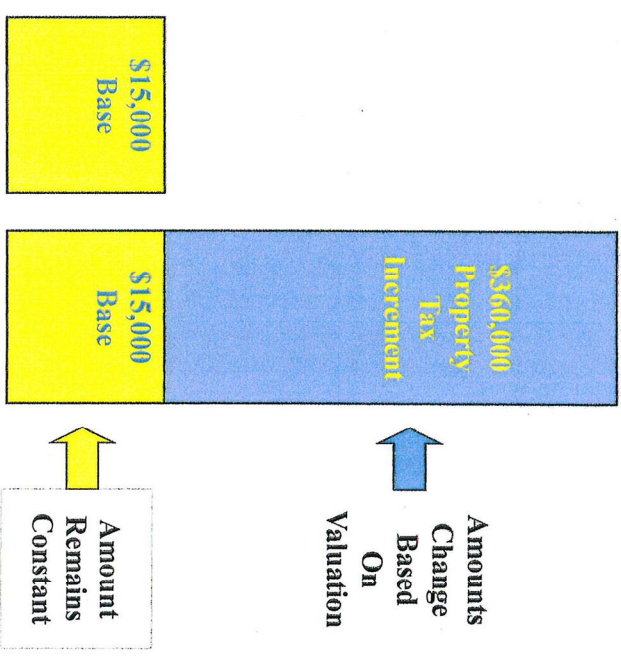 $15,000
Base
$15,000
Base
$360,000
Property
Tax
Increment
Amounts
Change
Based
On
Valuation
Amount
Remains
Constant